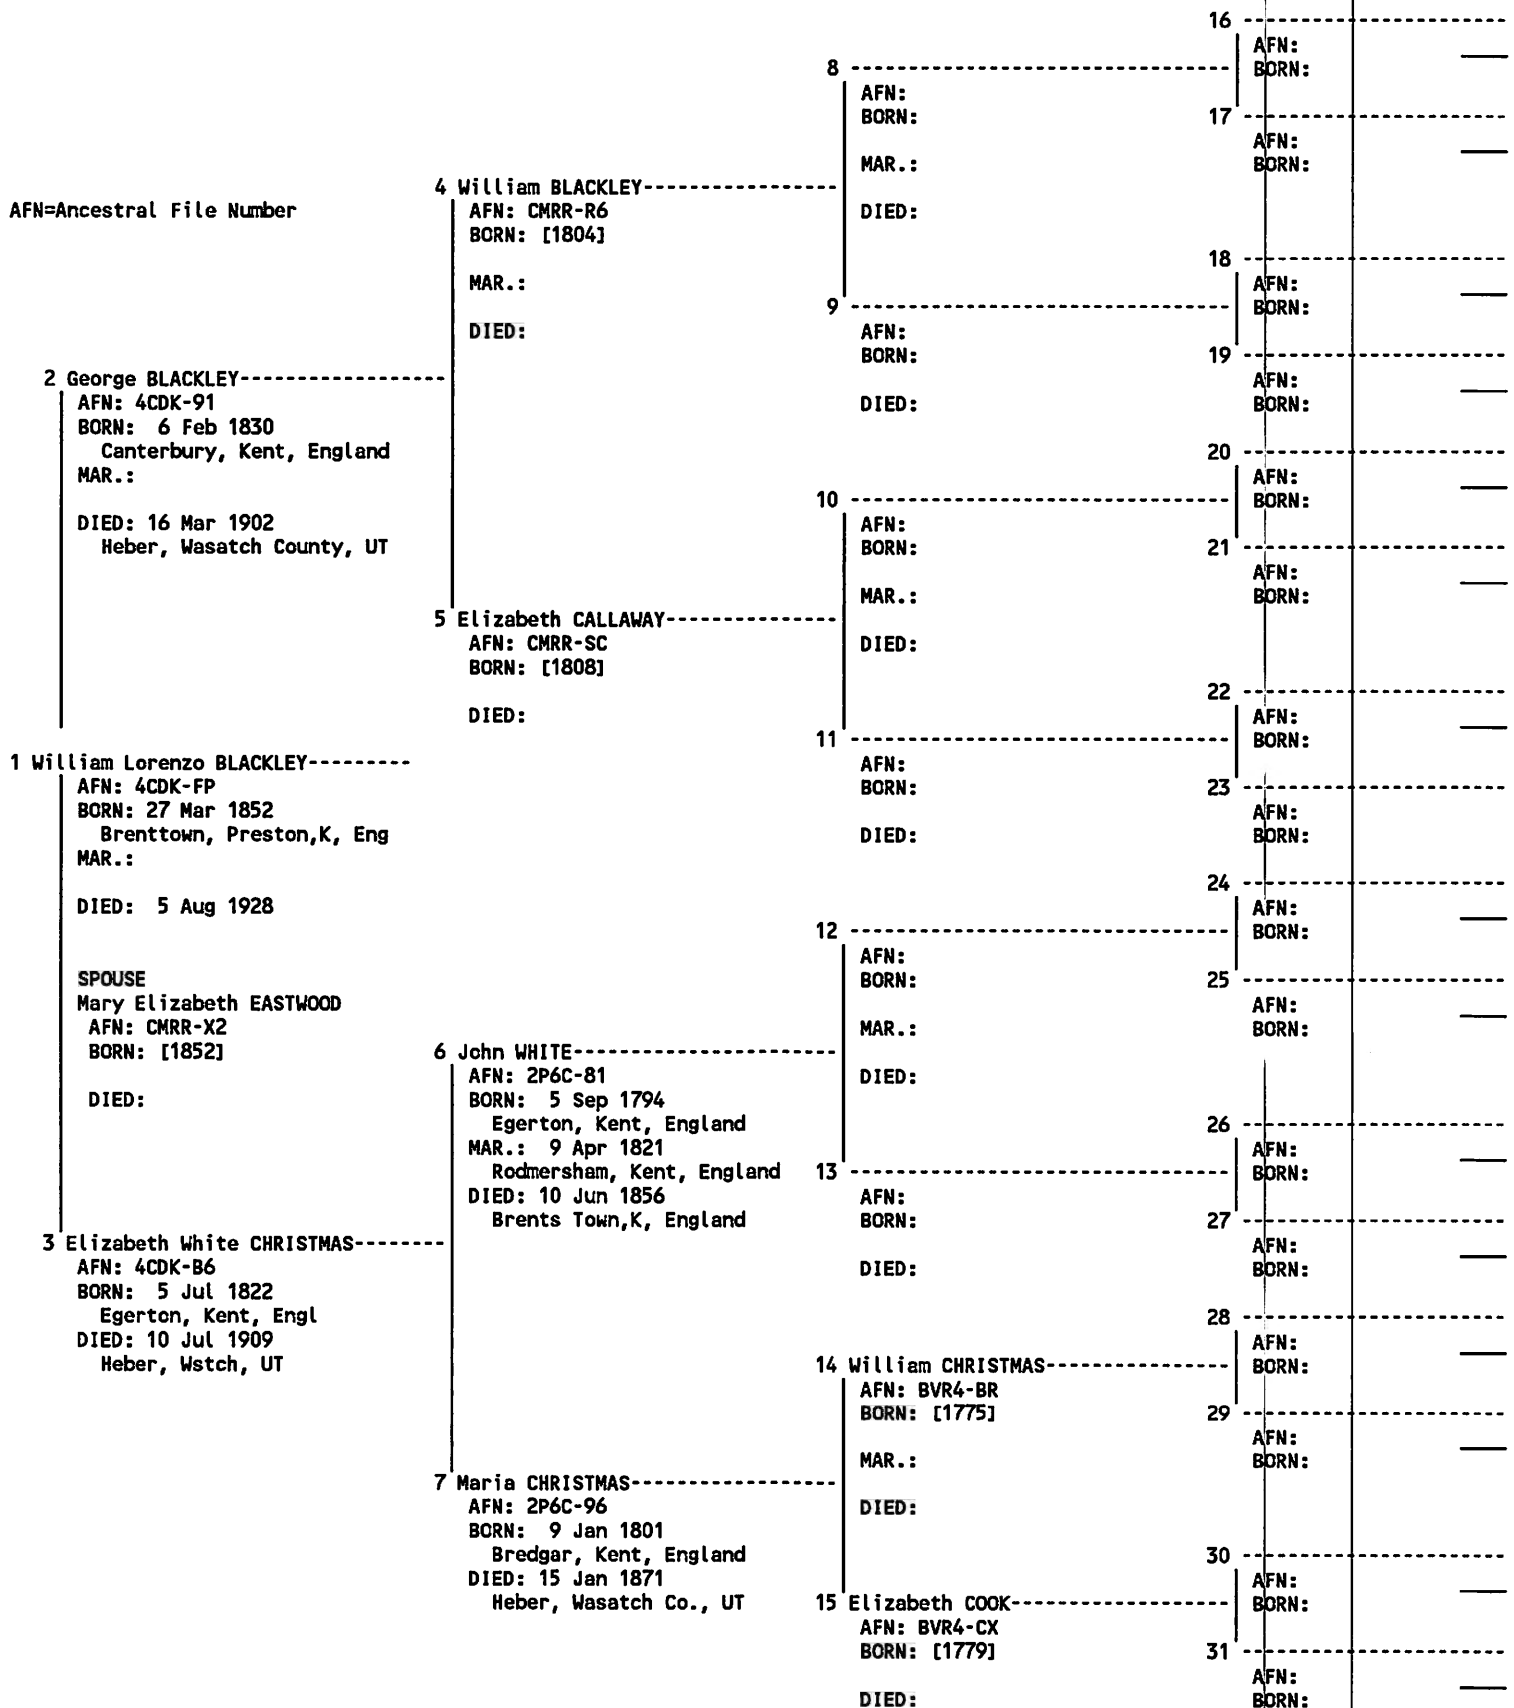 AFN=Ancestral File Number
1 William Lorenzo BLACKLEY---------
AFN: 4CDK-FP
BORN: 27 Mar 1852
Brenttown, Preston,K, Eng
MAR.:
DIED:  5 Aug 1928
SPOUSE
Mary Elizabeth EASTWOOD
AFN: CMRR-X2
BORN: [1852]
DIED:
2 George BLACKLEY------------------
AFN: 4CDK-91
BORN:  6 Feb 1830
Canterbury, Kent, England
MAR.:
DIED: 16 Mar 1902
Heber, Wasatch County, UT
3 Elizabeth White CHRISTMAS--------
AFN: 4CDK-B6
BORN:  5 Jul 1822
Egerton, Kent, Engl
DIED: 10 Jul 1909
Heber, Wstch, UT
4 William BLACKLEY-----------------
AFN: CMRR-R6
BORN: [1804]
MAR.:
DIED:
5 Elizabeth CALLAWAY---------------
AFN: CMRR-SC
BORN: [1808]
DIED:
6 John WHITE-----------------------
AFN: 2P6C-81
BORN:  5 Sep 1794
Egerton, Kent, England
MAR.:  9 Apr 1821
Rodmersham, Kent, England
DIED: 10 Jun 1856
Brents Town,K, England
7 Maria CHRISTMAS------------------
AFN: 2P6C-96
BORN:  9 Jan 1801
Bredgar, Kent, England
DIED: 15 Jan 1871
Heber, Wasatch Co., UT
8 ---------------------------------
AFN:
BORN:
MAR.:
DIED:
9 ---------------------------------
AFN:
BORN:
DIED:
10 ---------------------------------
AFN:
BORN:
MAR.:
DIED:
11 ---------------------------------
AFN:
BORN:
DIED:
12 ---------------------------------
AFN:
BORN:
MAR.:
DIED:
13 ---------------------------------
AFN:
BORN:
DIED:
14 William CHRISTMAS----------------
AFN: BVR4-BR
BORN: [1775]
MAR.:
DIED:
15 Elizabeth COOK-------------------
AFN: BVR4-CX
BORN: [1779]
DIED:
16 -----------------------
AFN:
BORN:
17 -----------------------
AFN:
BORN:
18 -----------------------
AFN:
BORN:
19 -----------------------
AFN:
BORN:
20 -----------------------
AFN:
BORN:
21 -----------------------
AFN:
BORN:
22 -----------------------
AFN:
BORN:
23 -----------------------
AFN:
BORN:
24 -----------------------
AFN:
BORN:
25 -----------------------
AFN:
BORN:
26 -----------------------
AFN:
BORN:
27 -----------------------
AFN:
BORN:
28 -----------------------
AFN:
BORN:
29 -----------------------
AFN:
BORN:
30 -----------------------
AFN:
BORN:
31 -----------------------
AFN:
BORN: